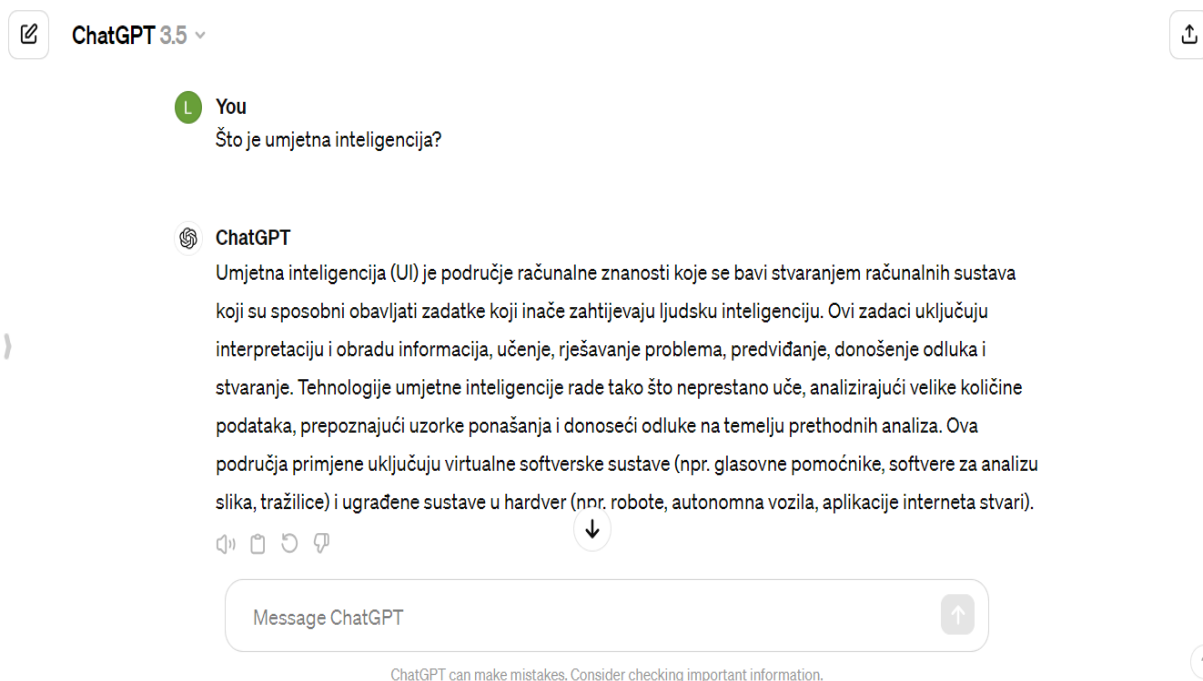 ChatGPT 3.5
L
You
Što je umjetna inteligencija?
ChatGPT
Umjetna inteligencija (UI) je područje računalne znanosti koje se bavi stvaranjem računalnih sustava
koji su sposobni obavljati zadatke koji inače zahtijevaju ljudsku inteligenciju. Ovi zadaci uključuju
interpretaciju i obradu informacija, učenje, rješavanje problema, predviđanje, donošenje odluka i
stvaranje. Tehnologije umjetne inteligencije rade tako što neprestano uče, analizirajući velike količine
podataka, prepoznajući uzorke ponašanja i donoseći odluke na temelju prethodnih analiza. Ova
područja primjene uključuju virtualne softverske sustave (npr. glasovne pomoćnike, softvere za analizu
slika, tražilice) i ugrađene sustave u hardver (npr. robote, autonomna vozila, aplikacije interneta stvari).
Message ChatGPT
ChatGPT can make mistakes. Consider checking important information.